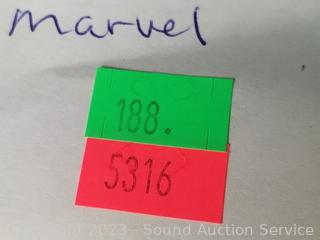 marvel
188.
5316
Copyright 2023 - Sound Auction Service